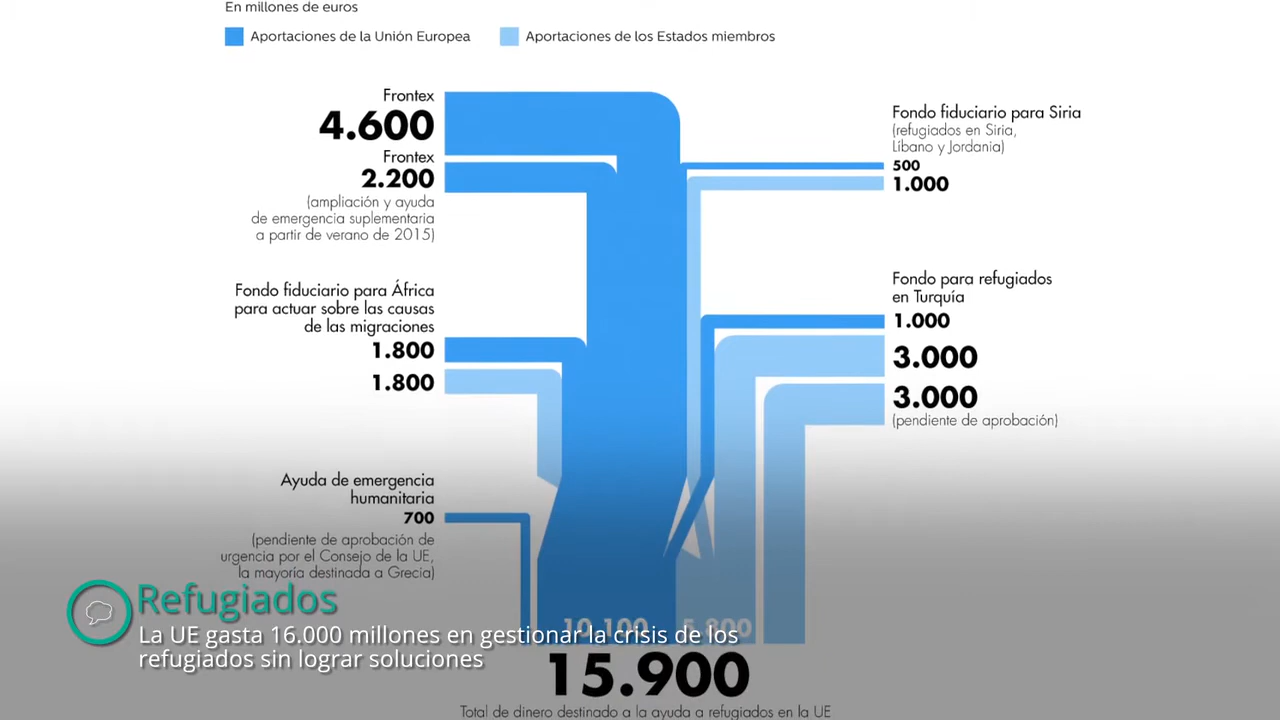 En millones de euros
Aportaciones de la Unión Europea
Aportaciones de los Estados miembros
Frontex
4.600
Frontex
2.200
(ampliación y ayuda
de emergencia suplementaria
a partir de verano de 2015)
Fondo fiduciario para África
para actuar sobre las causas
de las migraciones
1.800
1.800
Ayuda de emergencia
humanitaria
700
(pendiente de aprobación de
urgencia por el Consejo de la UE,
la mayoría destinada a Grecia)
Fondo fiduciario para Siria
(refugiados en Siria,
Líbano y Jordania)
500
1.000
Fondo para refugiados
en Turquía
1.000
3.000
3.000
(pendiente de aprobación)
10.100
5.800
Refugiados
La UE gasta 16.000 millones en gestionar la crisis de los
refugiados sin lograr soluciones
15.900
Total de dinero destinado a la ayuda a refugiados en la UE